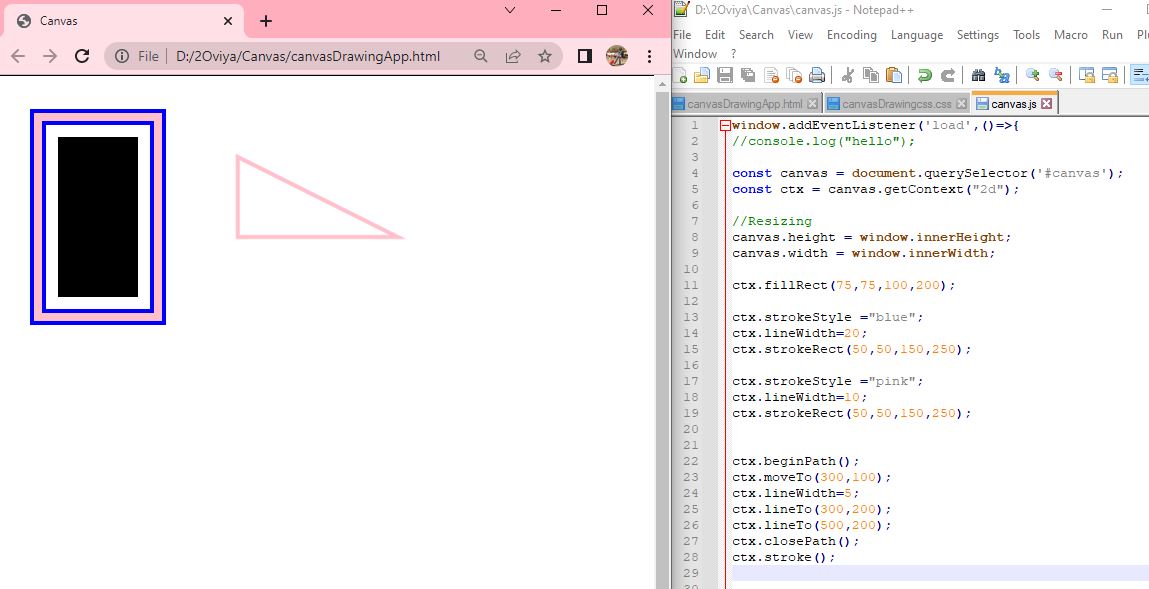 Canvas
File
D:/2Oviya/Canvas/canvasDrawingApp.html
D:\2Oviya\Canvas\canvas.js - Notepad++
File Edit Search View Encoding Language Settings Tools Macro Run
Window ?
canvasDrawingApp.html canvasDrawingcss.css canvas.js
1 window.addEventListener('load',()=>{
2 //console.log("hello");
3
4 const canvas = document.querySelector('#canvas');
5 const ctx = canvas.getContext("2d");
6
7 //Resizing
8 canvas.height = window.innerHeight;
9 canvas.width = window.innerWidth;
10
11 ctx.fillRect(75,75,100,200);
12
13 ctx.strokeStyle ="blue";
14 ctx.lineWidth=20;
15 ctx.strokeRect(50,50,150,250);
16
17 ctx.strokeStyle ="pink";
18 ctx.lineWidth=10;
19 ctx.strokeRect(50,50,150,250);
20
21
22 ctx.beginPath();
23 ctx.moveTo(300,100);
24 ctx.lineWidth=5;
25 ctx.lineTo(300,200);
26 ctx.lineTo(500,200);
27 ctx.closePath();
28 ctx.stroke();
29